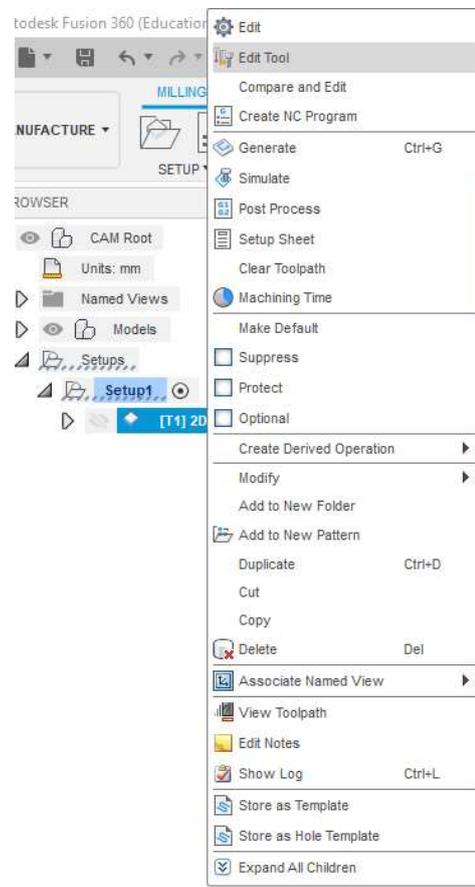 todesk Fusion 360 (Education
MILLING
NUFACTURE
SETUP
ROWSER
CAM Root
Units: mm
Named Views
Models
Setups
Setup1
[T1] 2D
Edit
Edit Tool
Compare and Edit
Create NC Program
Generate Ctrl+G
Simulate
G1
G2
Post Process
Setup Sheet
Clear Toolpath
Machining Time
Make Default
Suppress
Protect
Optional
Create Derived Operation
Modify
Add to New Folder
Add to New Pattern
Duplicate Ctrl+D
Cut
Copy
Delete Del
Associate Named View
View Toolpath
Edit Notes
Show Log Ctrl+L
Store as Template
Store as Hole Template
Expand All Children